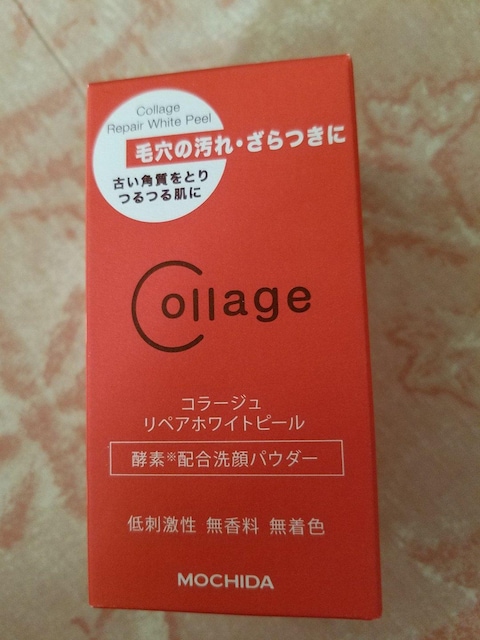 Collage
Repair White Peel
毛穴の汚れ・ざらつきに
古い角質をとり
つるつる肌に
Collage
コラージュ
リペアホワイトピール
酵素※配合洗顔パウダー
低刺激性 無香料 無着色
MOCHIDA